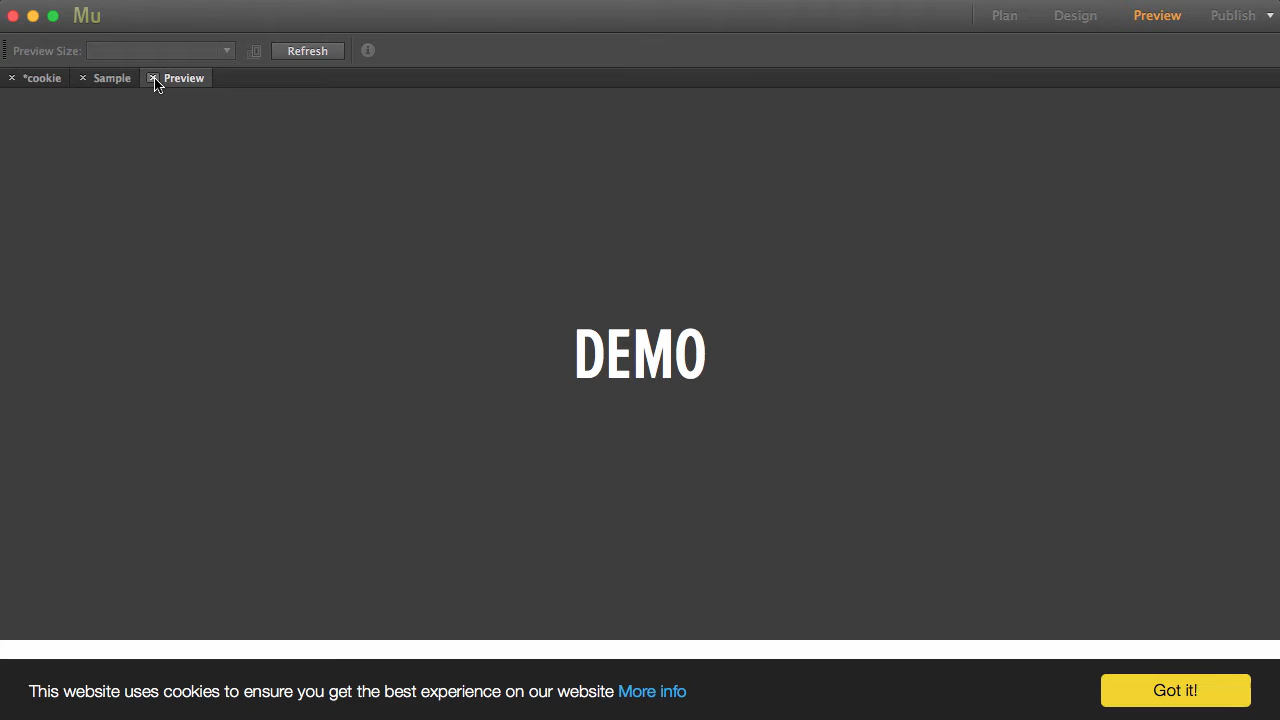 Mu Plan Design Preview Publish
Preview Size: Refresh
*cookie Sample Preview
DEMO
This website uses cookies to ensure you get the best experience on our website More info Got it!